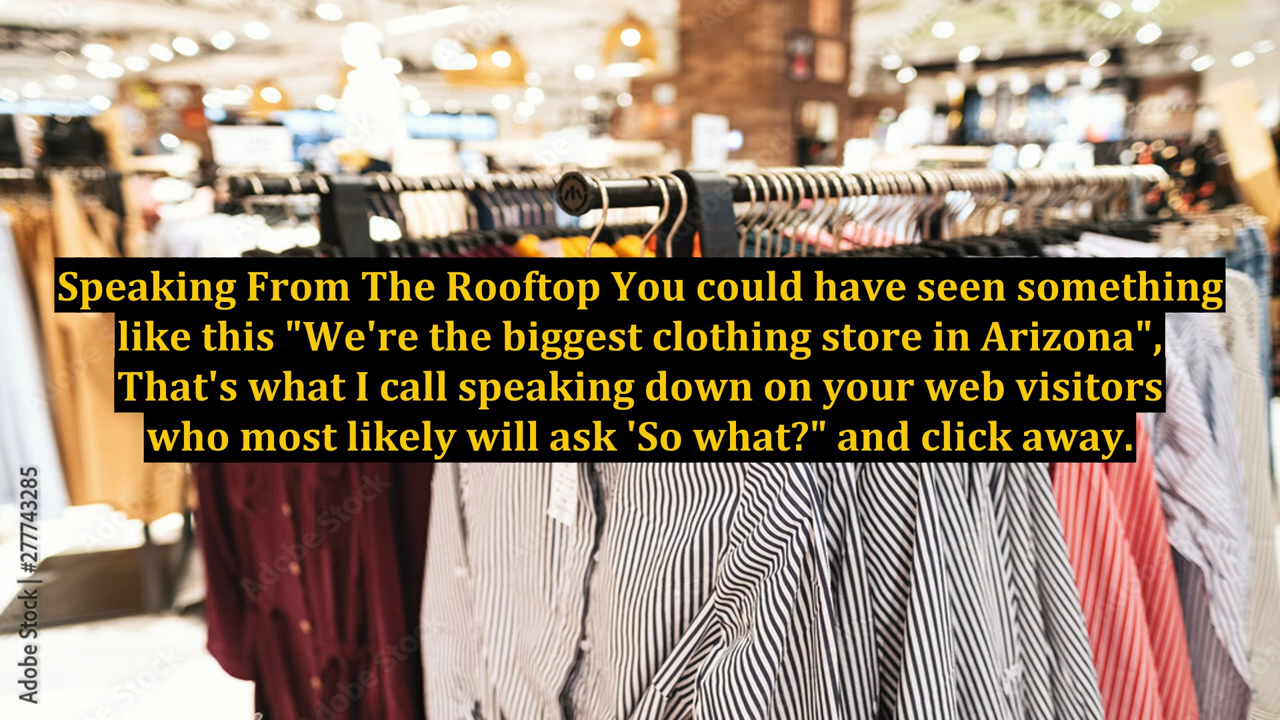 Speaking From The Rooftop You could have seen something
like this "We're the biggest clothing store in Arizona",
That's what I call speaking down on your web visitors
who most likely will ask 'So what?" and click away.
Adobe Stock | #277743285